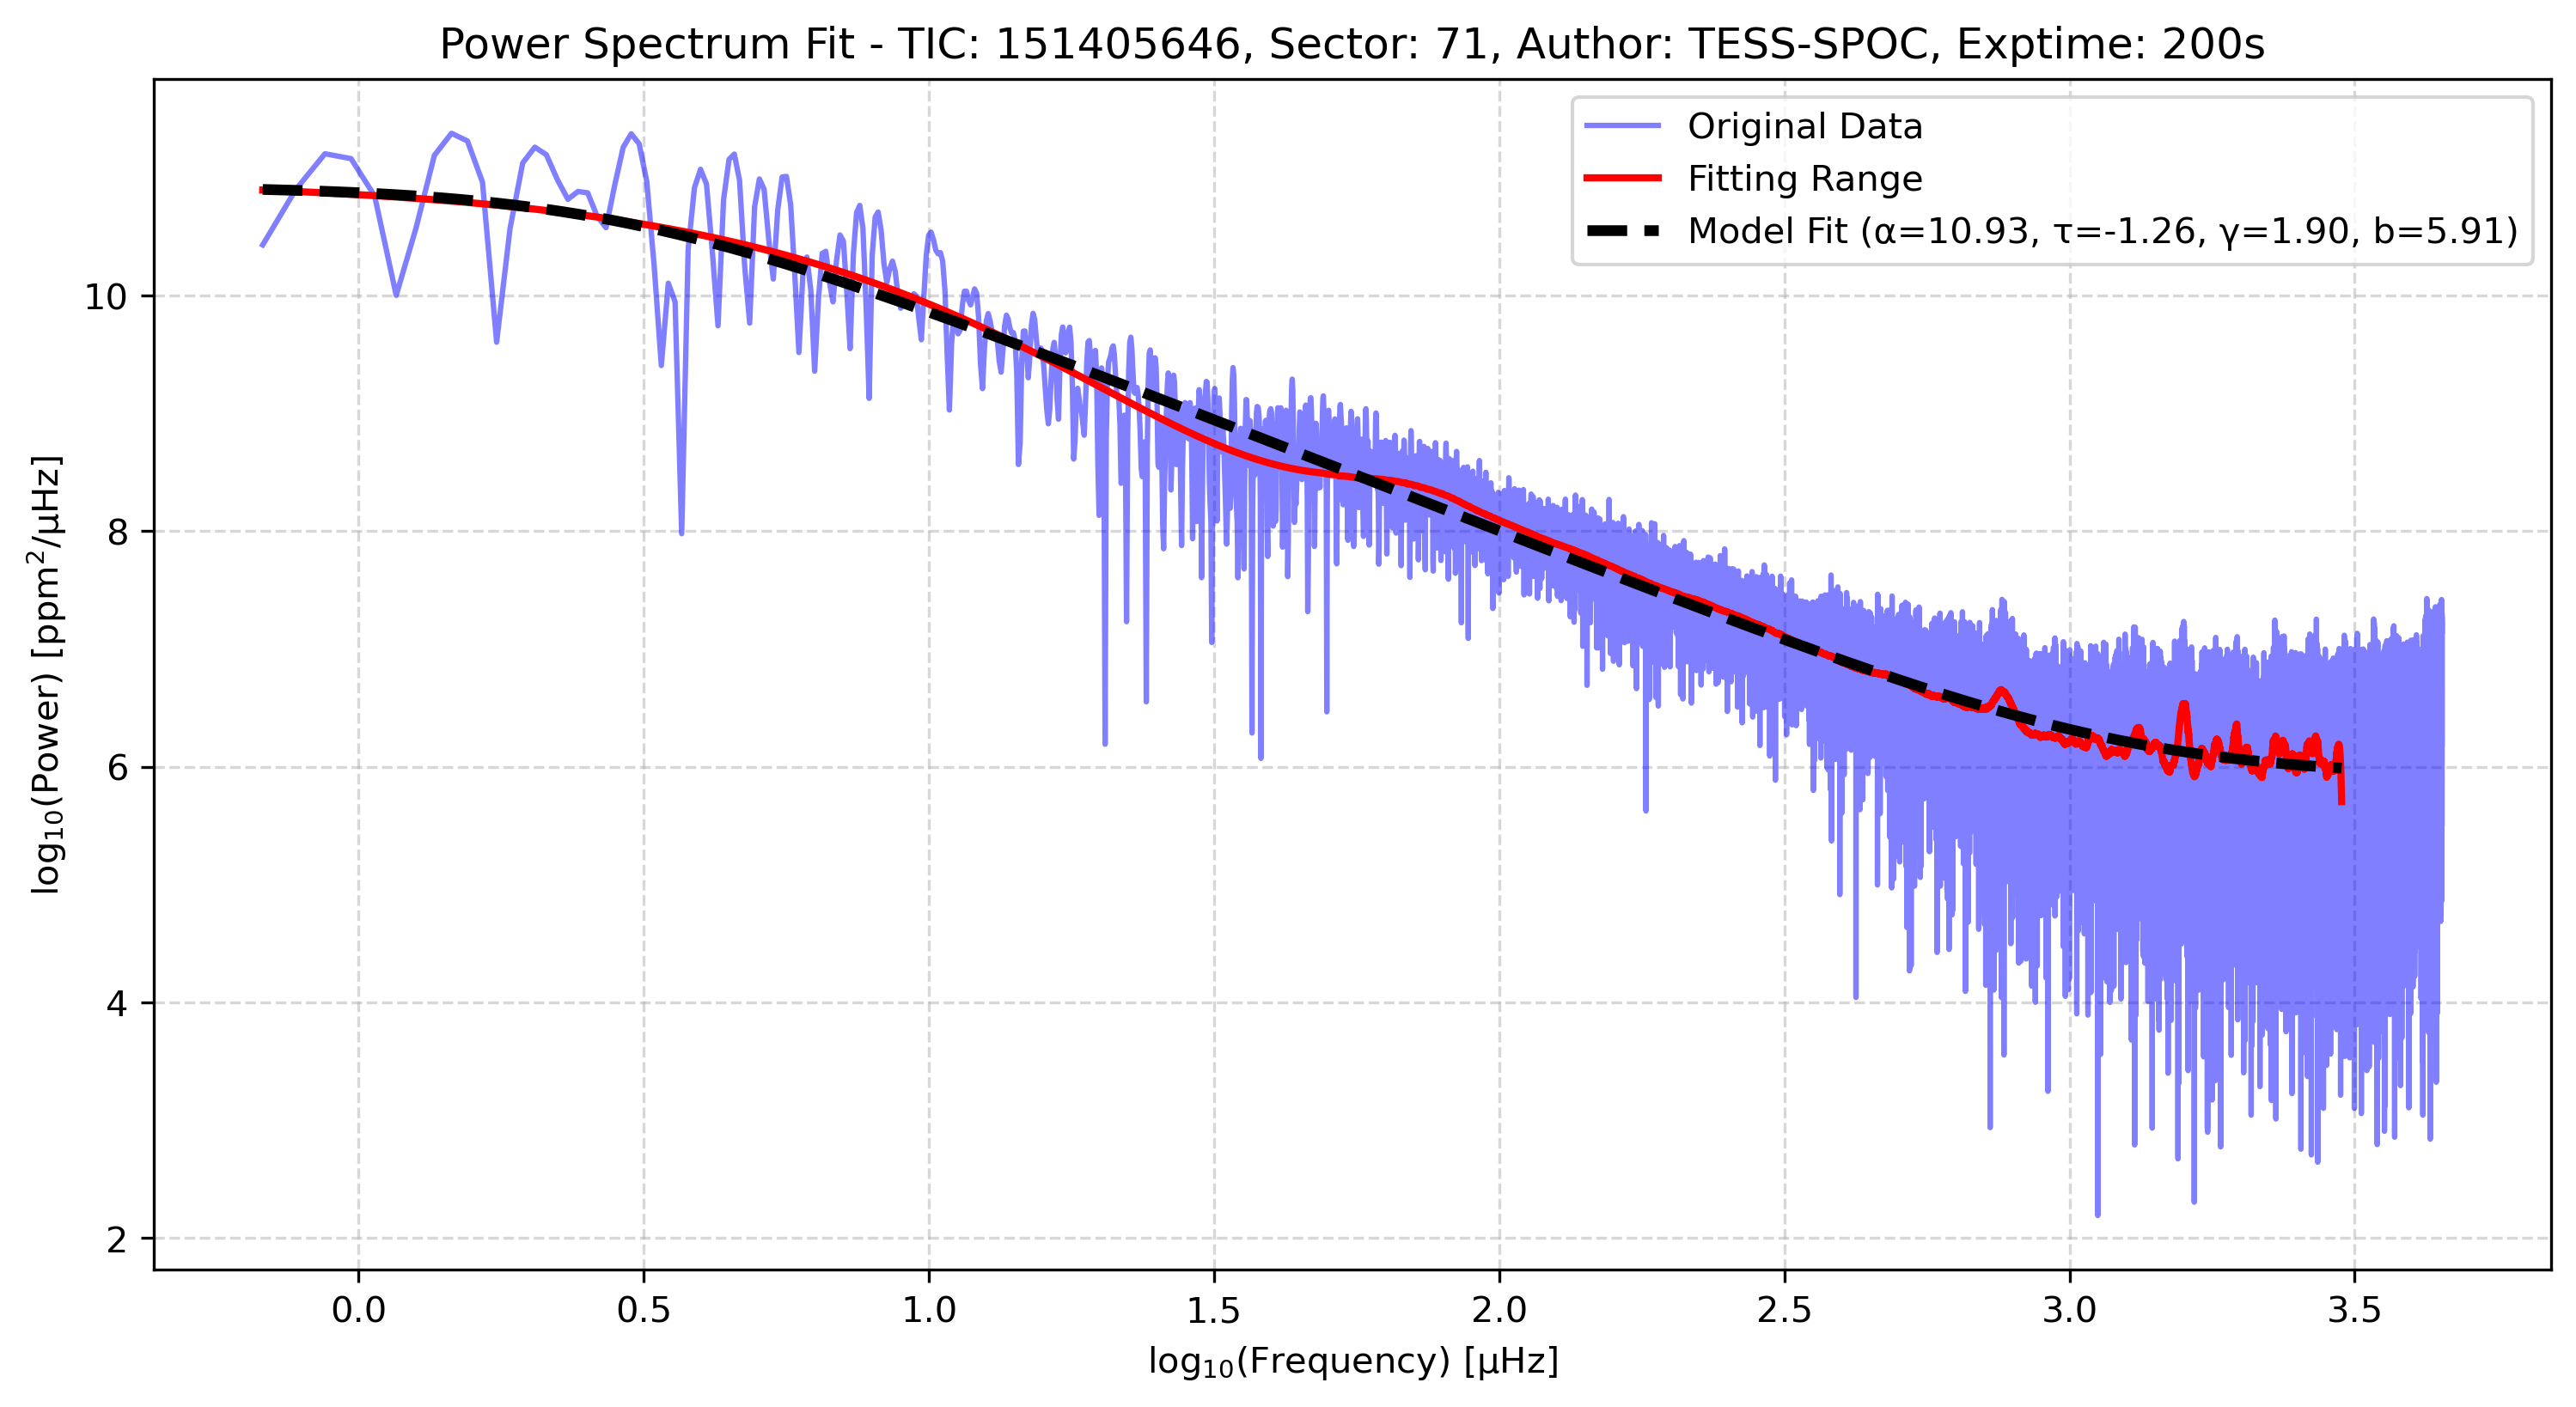 Power Spectrum Fit - TIC: 151405646, Sector: 71, Author: TESS-SPOC, Exptime: 200s
Original Data
Fitting Range
Model Fit (α=10.93, τ=-1.26, γ=1.90, b=5.91)
log₁₀(Power) [ppm²/μHz]
10
8
6
4
2
0.0 0.5 1.0 1.5 2.0 2.5 3.0 3.5
log₁₀(Frequency) [μHz]